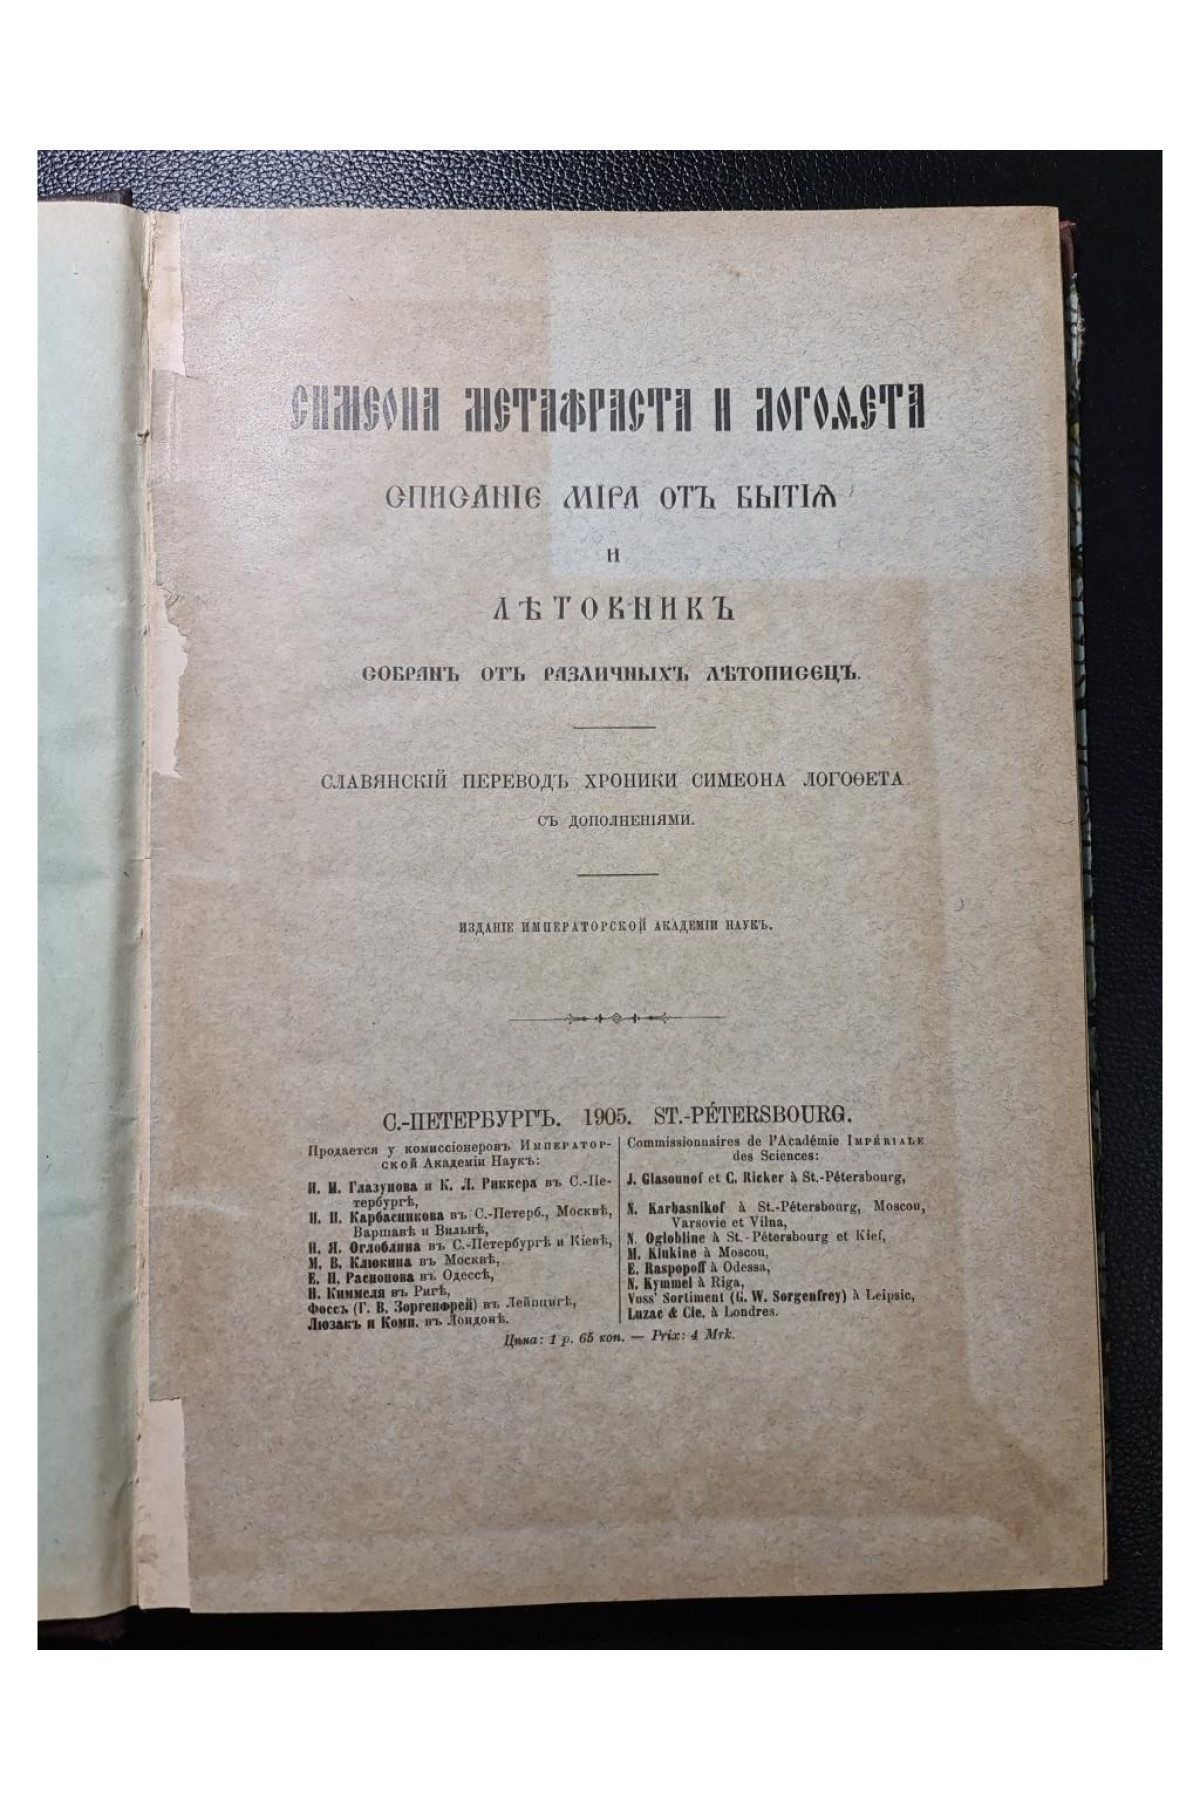 СИМЕОНА МЕТАФРАСТА И ЛОГОѲЕТА
СПИСАНІЕ МІРА ОТЪ БЫТІѦ
И
ЛѢТОВНИКЪ
СОБРАНЪ ОТЪ РАЗЛИЧНЫХЪ ЛѢТОПИСЕЦЪ.
СЛАВЯНСКІЙ ПЕРЕВОДЪ ХРОНИКИ СИМЕОНА ЛОГОѲЕТА
СЪ ДОПОЛНЕНІЯМИ.
ИЗДАНІЕ ИМПЕРАТОРСКОЙ АКАДЕМІИ НАУКЪ.
С.-ПЕТЕРБУРГЪ. 1905. ST.-PÉTERSBOURG.
Продается у комиссіонеровъ ИМПЕРАТОР-
ской Академіи Наукъ:
И. И. Глазунова и К. Л. Риккера въ С.-Пе-
тербургѣ,
Н. П. Карбасникова въ С.-Петерб., Москвѣ,
Варшавѣ и Вильнѣ,
Н. Я. Оглоблина въ С.-Петербургѣ и Кіевѣ,
М. В. Клюкина въ Москвѣ,
Е. П. Распопова въ Одессѣ,
Н. Киммеля въ Ригѣ,
Фоссъ (Г. В. Зоргенфрей) въ Лейпцигѣ,
Люзакъ и Комп. въ Лондонѣ.
Commissionnaires de l'Académie IMPÉRIALE
des Sciences:
J. Glasounof et C. Ricker à St.-Pétersbourg,
N. Karbasnikof à St.-Pétersbourg, Moscou,
Varsovie et Vilna,
N. Oglobline à St.-Pétersbourg et Kief,
M. Klukine à Moscou,
E. Raspopoff à Odessa,
N. Kymmel à Riga,
Voss' Sortiment (G. W. Sorgenfrey) à Leipsic,
Luzac & Cie. à Londres.
Цѣна: 1 р. 65 коп. — Prix: 4 Mrk.